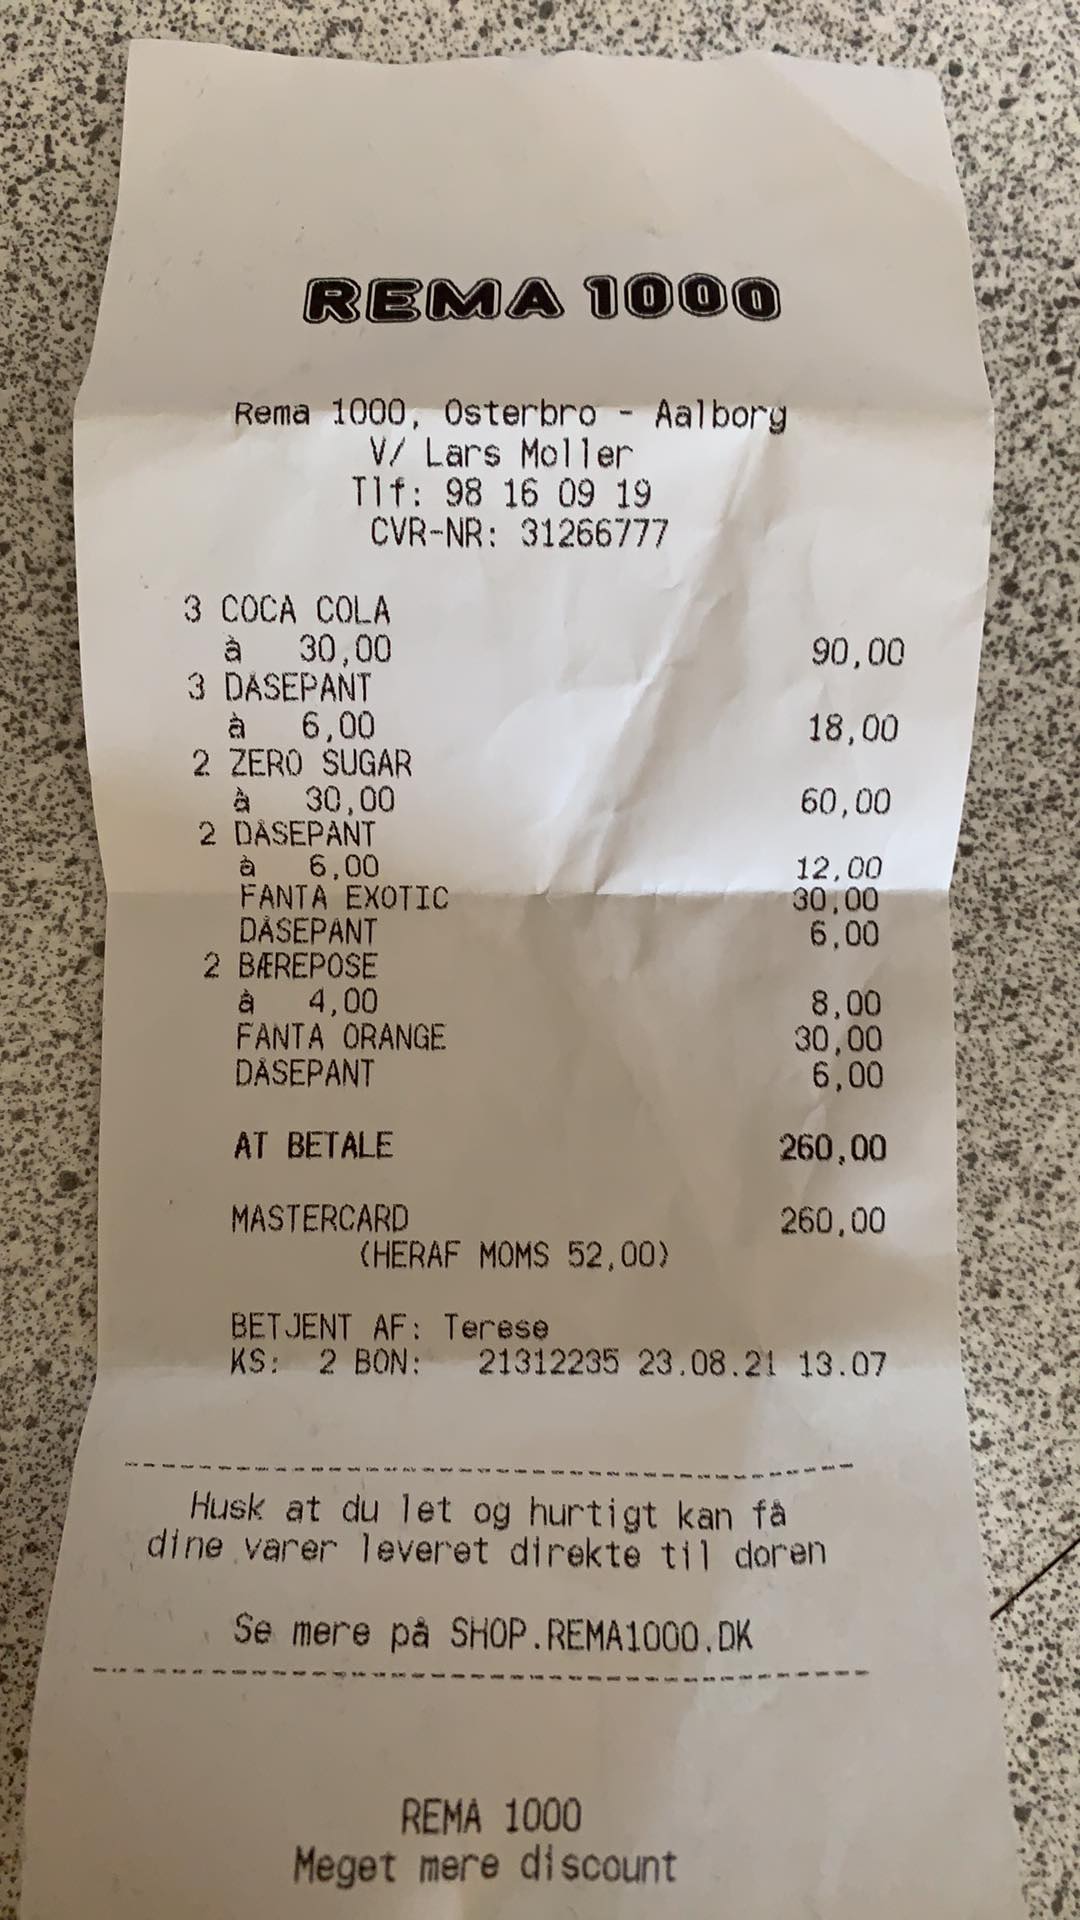 REMA 1000
Rema 1000, Osterbro - Aalborg
V/ Lars Moller
Tlf: 98 16 09 19
CVR-NR: 31266777
3 COCA COLA
à 30,00 90,00
3 DÅSEPANT
à 6,00 18,00
2 ZERO SUGAR
à 30,00 60,00
2 DÅSEPANT
à 6,00 12,00
FANTA EXOTIC 30,00
DÅSEPANT 6,00
2 BÆREPOSE
à 4,00 8,00
FANTA ORANGE 30,00
DÅSEPANT 6,00
AT BETALE 260,00
MASTERCARD 260,00
(HERAF MOMS 52,00)
BETJENT AF: Terese
KS: 2 BON: 21312235 23.08.21 13.07
Husk at du let og hurtigt kan få
dine varer leveret direkte til doren
Se mere på SHOP.REMA1000.DK
REMA 1000
Meget mere discount